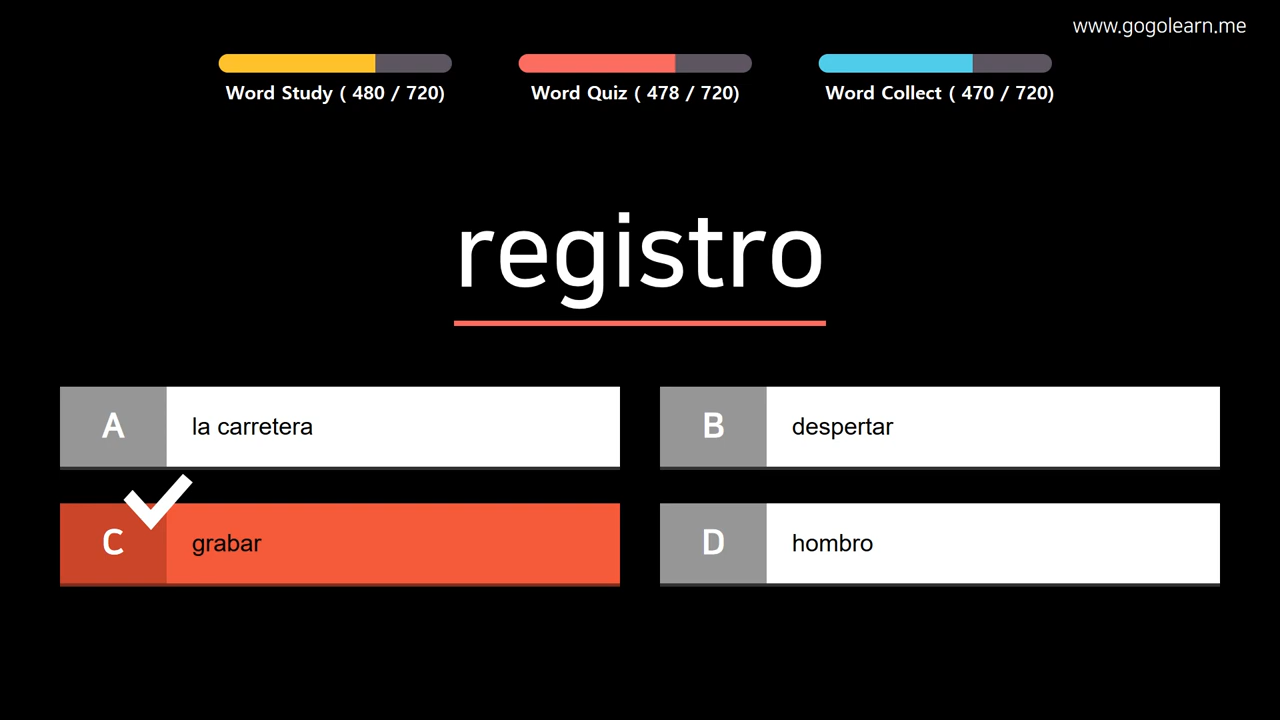 www.gogolearn.me
Word Study ( 480 / 720)
Word Quiz ( 478 / 720)
Word Collect ( 470 / 720)
registro
A la carretera
B despertar
C grabar
D hombro